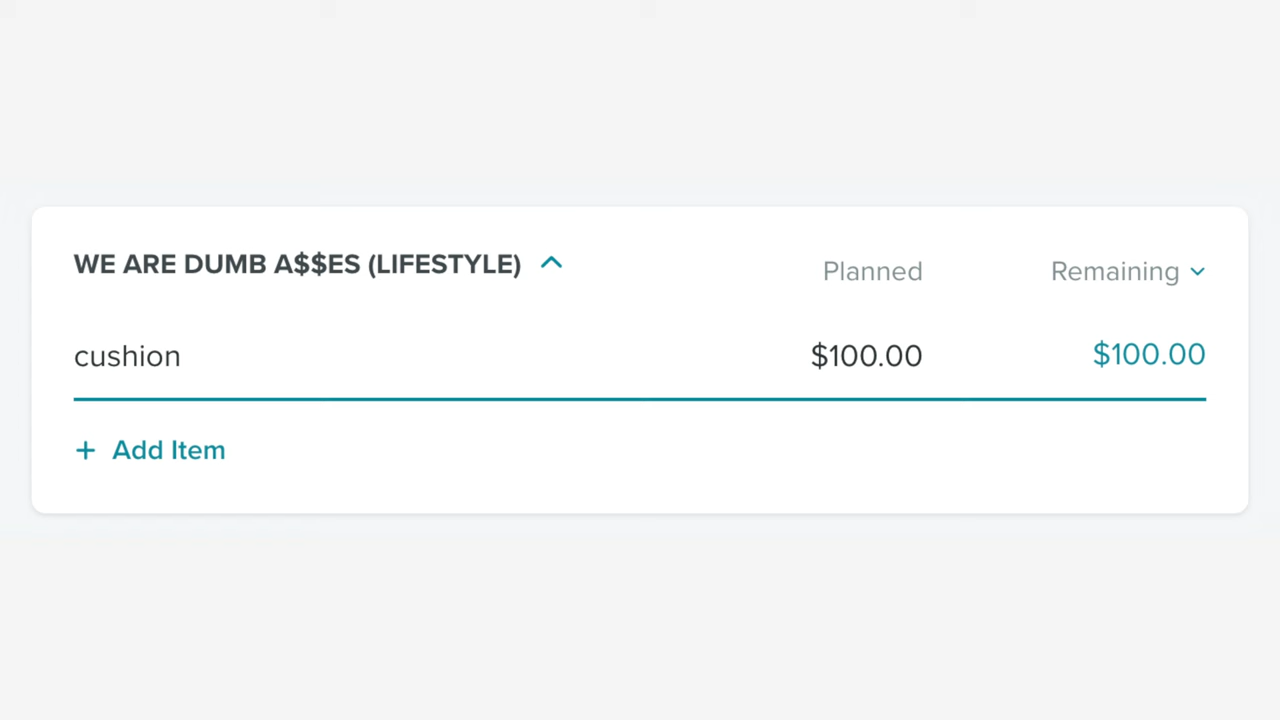 WE ARE DUMB A$$ES (LIFESTYLE) Planned Remaining
cushion $100.00 $100.00
+ Add Item